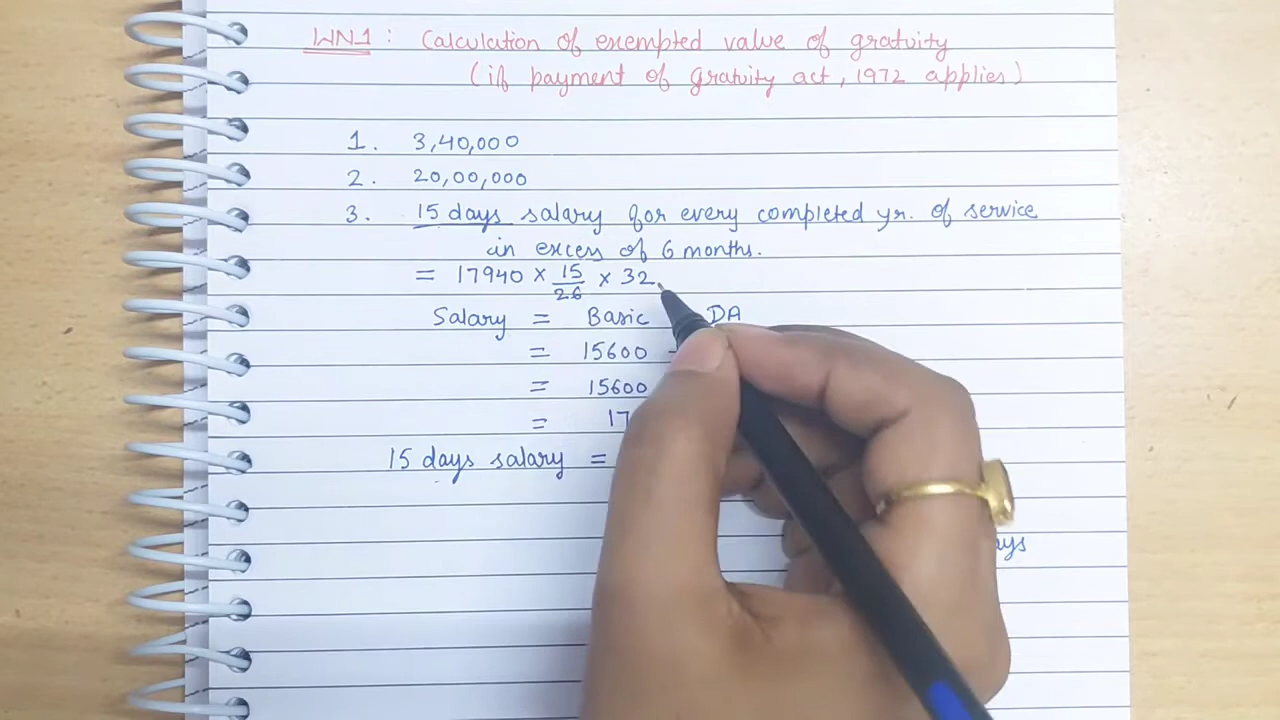 WN1 : Calculation of exempted value of gratuity
(if payment of gratuity act, 1972 applies)
1. 3,40,000
2. 20,00,000
3. 15 days salary for every completed yr. of service
in excess of 6 months.
= 17940 × 15/26 × 32
Salary = Basic DA
= 15600
= 15600
= 17
15 days salary =